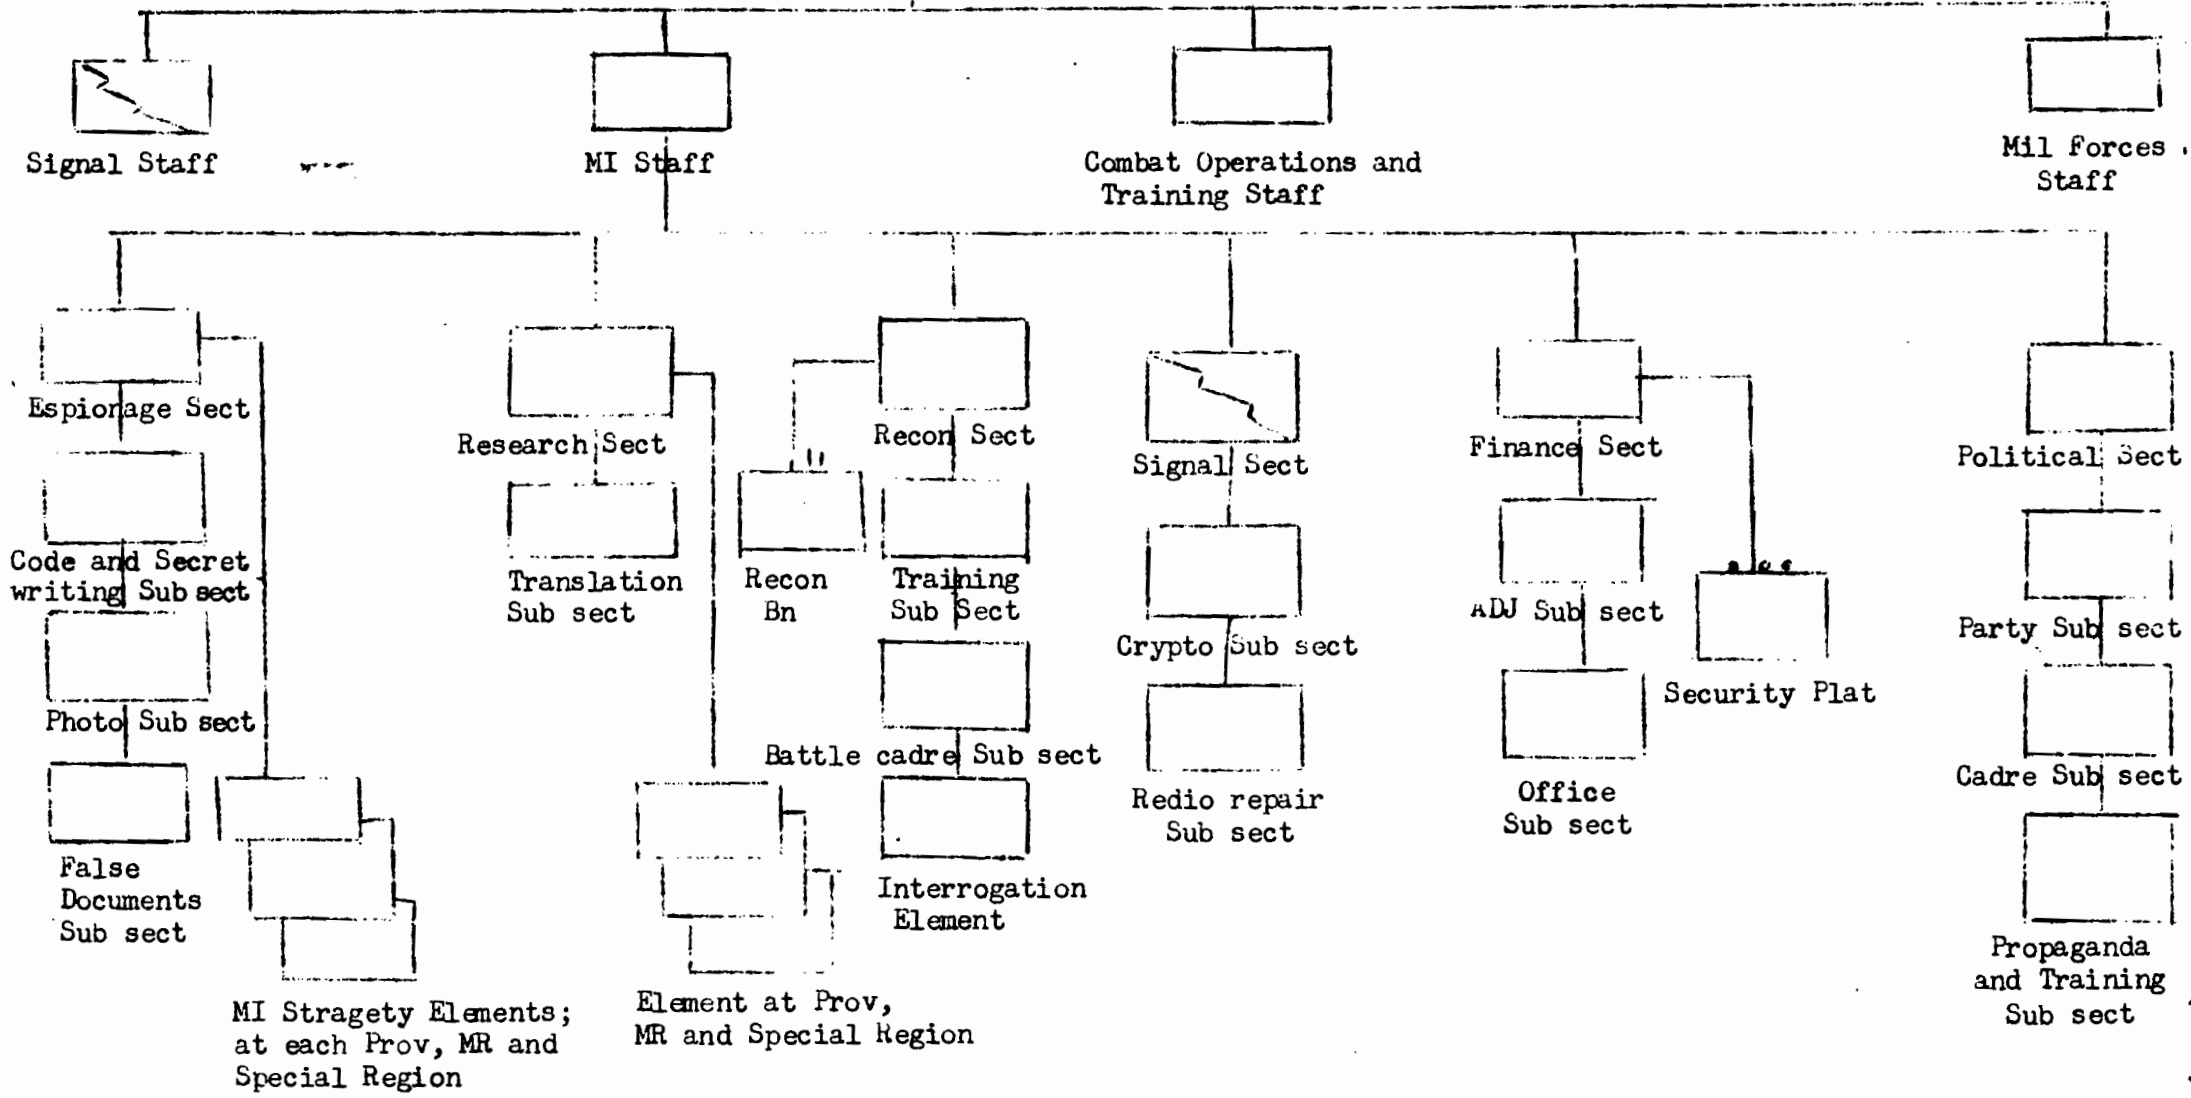 Signal Staff
MI Staff
Combat Operations and
Training Staff
Mil Forces
Staff
Espionage Sect
Research Sect
Recon Sect
Signal Sect
Finance Sect
Political Sect
Code and Secret
writing Sub sect
Translation
Sub sect
Recon
Bn
Training
Sub Sect
Crypto Sub sect
ADJ Sub sect
Security Plat
Party Sub sect
Photo Sub sect
Battle cadre Sub sect
Redio repair
Sub sect
Office
Sub sect
Cadre Sub sect
False
Documents
Sub sect
Interrogation
Element
Propaganda
and Training
Sub sect
MI Stragety Elements;
at each Prov, MR and
Special Region
Element at Prov,
MR and Special Region